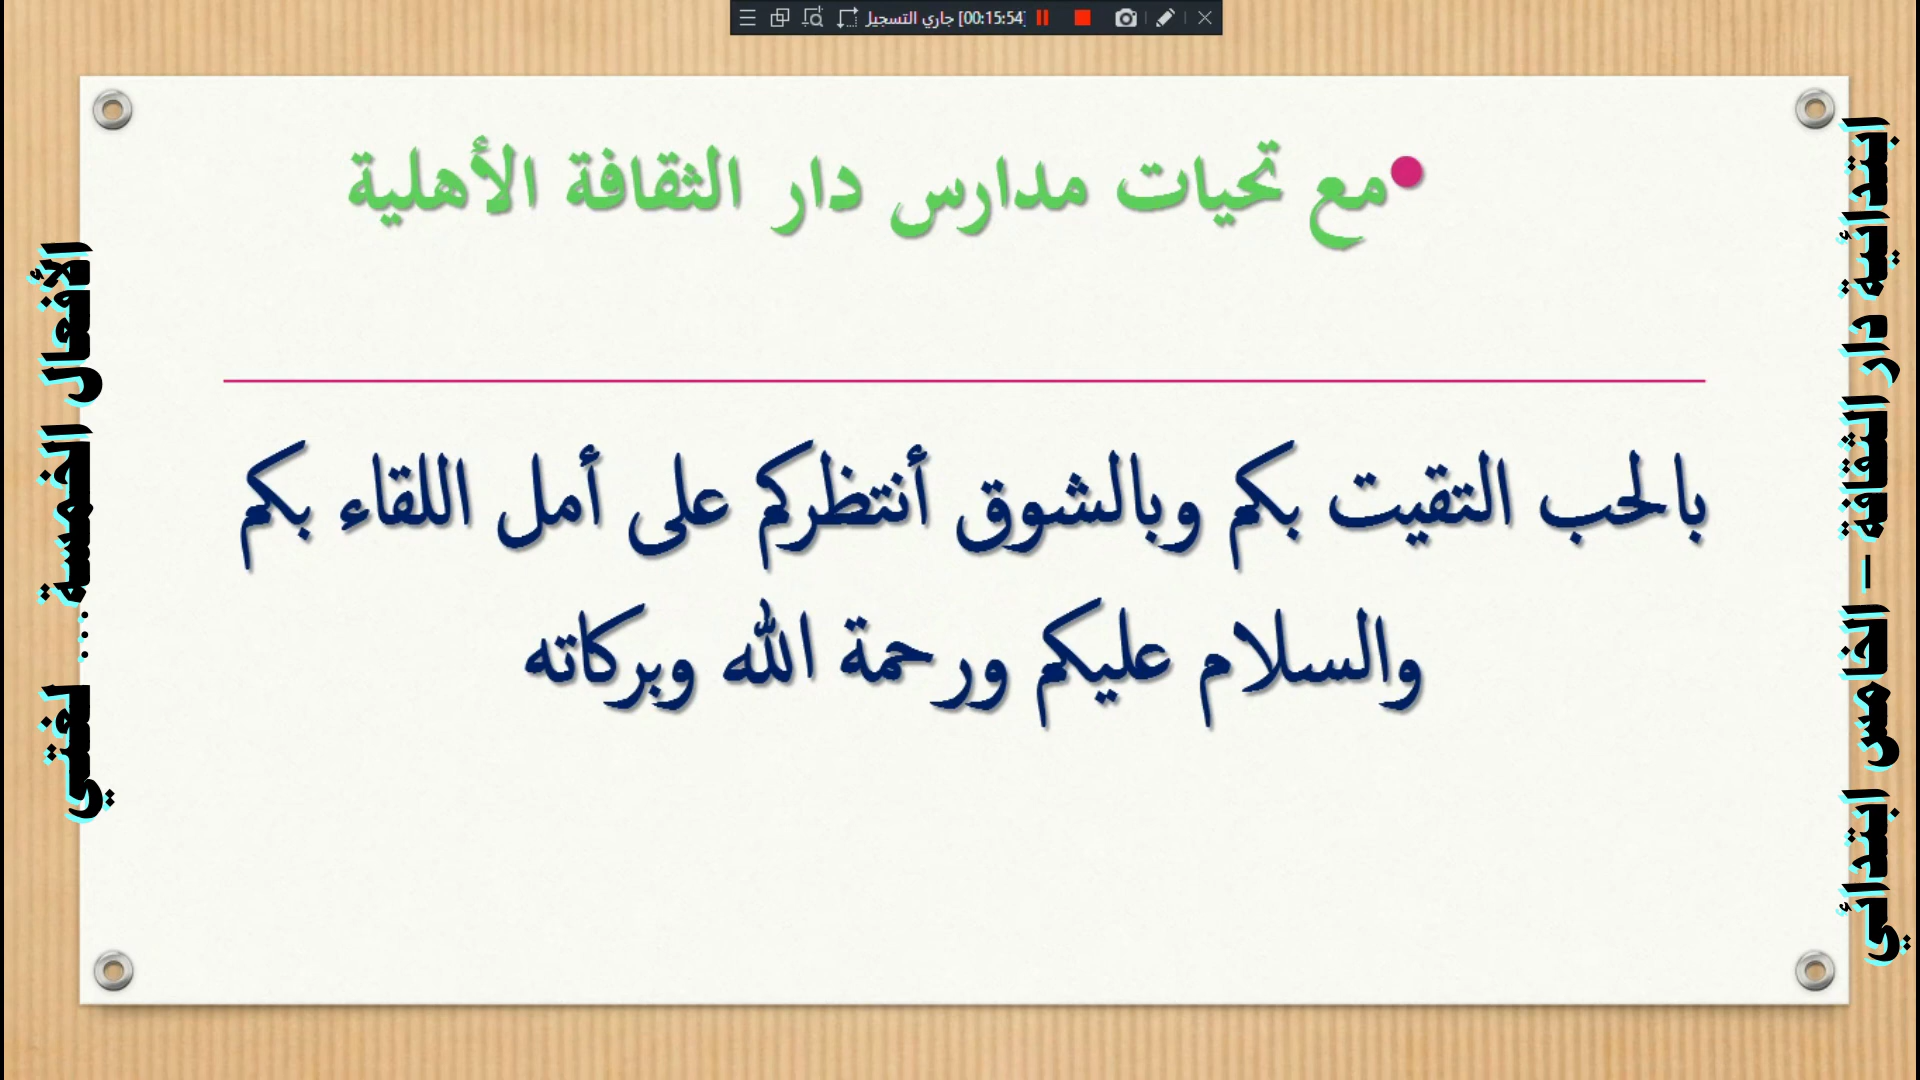 [00:15:54] جاري التسجيل
مع تحيات مدارس دار الثقافة الأهلية
بالحب التقيت بكم وبالشوق أنتظركم على أمل اللقاء بكم
والسلام عليكم ورحمة الله وبركاته
ابتدائية دار الثقافة – الخامس ابتدائي
الأفعال الخمسة.... لغتي